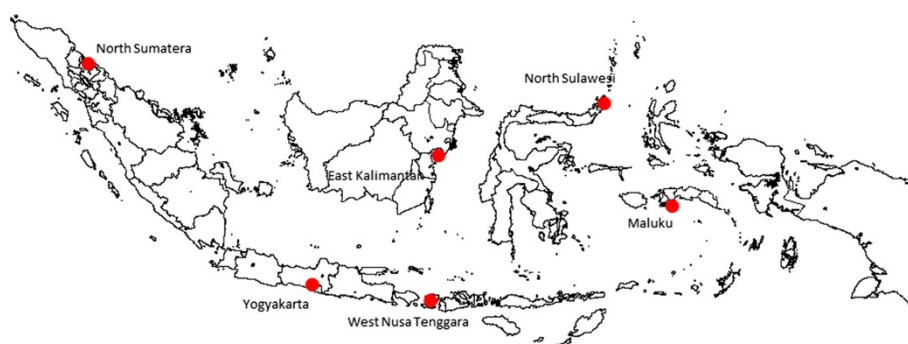 North Sumatera
North Sulawesi
East Kalimantan
Maluku
Yogyakarta
West Nusa Tenggara